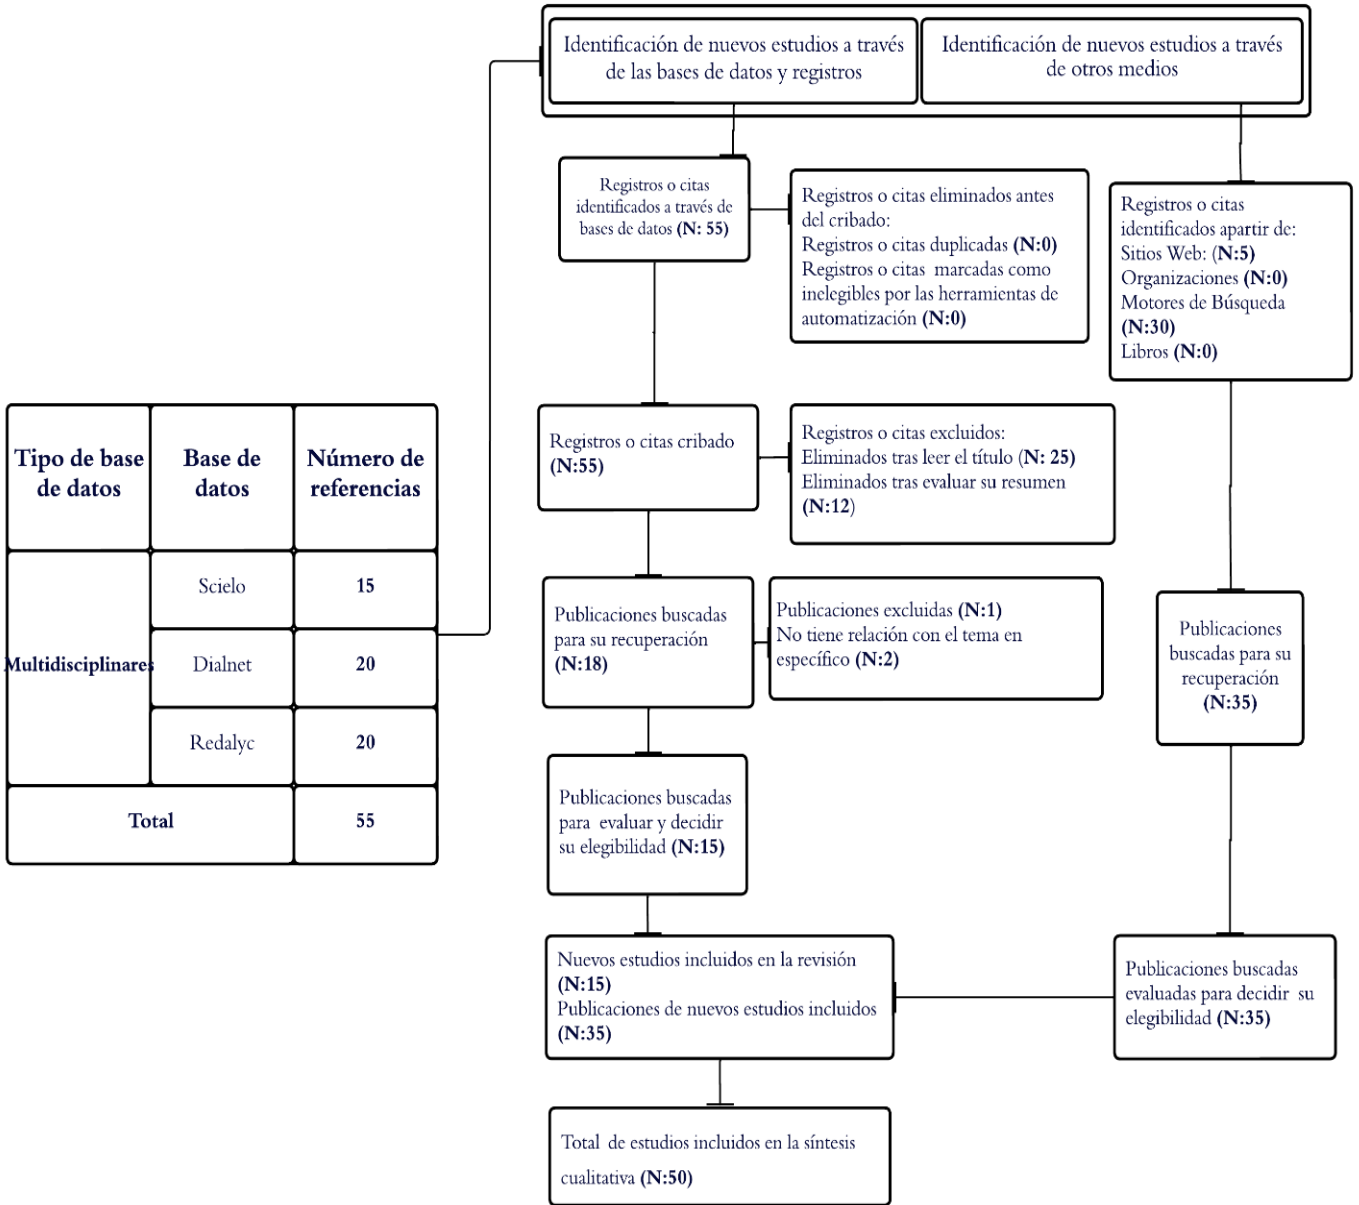 Identificación de nuevos estudios a través
de las bases de datos y registros
Identificación de nuevos estudios a través
de otros medios
Registros o citas
identificados a través de
bases de datos (N: 55)
Registros o citas eliminados antes
del cribado:
Registros o citas duplicadas (N:0)
Registros o citas marcadas como
inelegibles por las herramientas de
automatización (N:0)
Registros o citas
identificados apartir de:
Sitios Web: (N:5)
Organizaciones (N:0)
Motores de Búsqueda
(N:30)
Libros (N:0)
Tipo de base
de datos
Base de
datos
Número de
referencias
Multidisciplinares
Scielo
15
Dialnet
20
Redalyc
20
Total
55
Registros o citas cribado
(N:55)
Registros o citas excluidos:
Eliminados tras leer el título (N: 25)
Eliminados tras evaluar su resumen
(N:12)
Publicaciones buscadas
para su recuperación
(N:18)
Publicaciones excluidas (N:1)
No tiene relación con el tema en
específico (N:2)
Publicaciones
buscadas para su
recuperación
(N:35)
Publicaciones buscadas
para evaluar y decidir
su elegibilidad (N:15)
Nuevos estudios incluidos en la revisión
(N:15)
Publicaciones de nuevos estudios incluidos
(N:35)
Publicaciones buscadas
evaluadas para decidir su
elegibilidad (N:35)
Total de estudios incluidos en la síntesis
cualitativa (N:50)